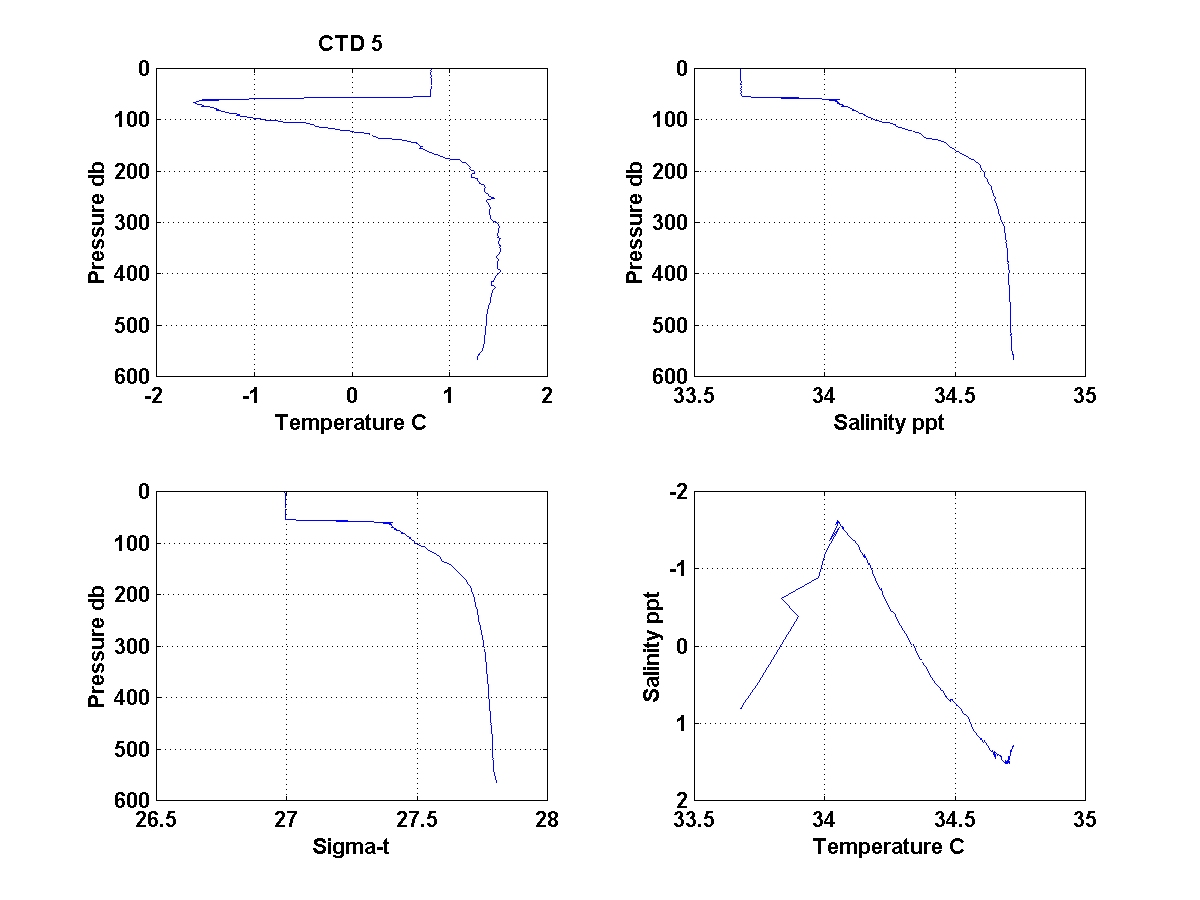 CTD 5
0
100
200
300
400
500
600
Pressure db
-2 -1 0 1 2
Temperature C
0
100
200
300
400
500
600
Pressure db
33.5 34 34.5 35
Salinity ppt
0
100
200
300
400
500
600
Pressure db
26.5 27 27.5 28
Sigma-t
-2
-1
0
1
2
Salinity ppt
33.5 34 34.5 35
Temperature C